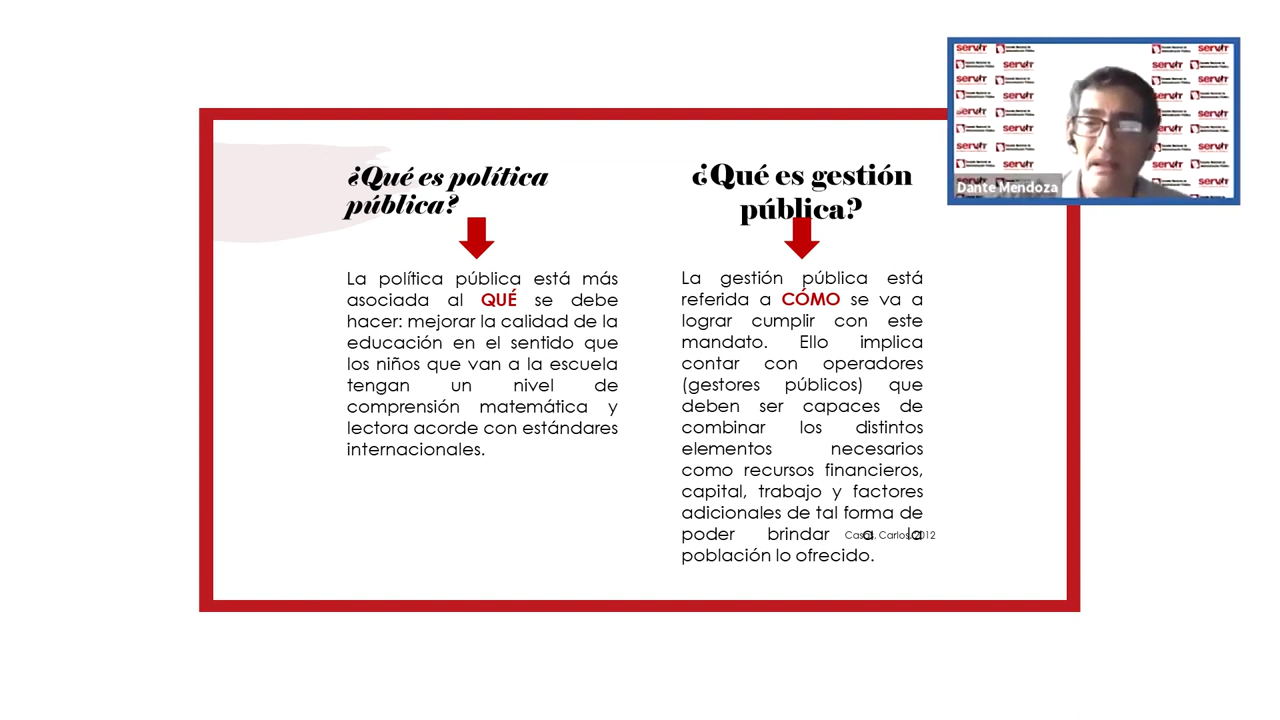 ¿Qué es política
pública?
La política pública está más
asociada al QUÉ se debe
hacer: mejorar la calidad de la
educación en el sentido que
los niños que van a la escuela
tengan un nivel de
comprensión matemática y
lectora acorde con estándares
internacionales.
¿Qué es gestión
pública?
La gestión pública está
referida a CÓMO se va a
lograr cumplir con este
mandato. Ello implica
contar con operadores
(gestores públicos) que
deben ser capaces de
combinar los distintos
elementos necesarios
como recursos financieros,
capital, trabajo y factores
adicionales de tal forma de
poder brindar a la
población lo ofrecido.
Carlos, 2012
servir
Escuela Nacional de
Administración Pública
Dante Mendoza